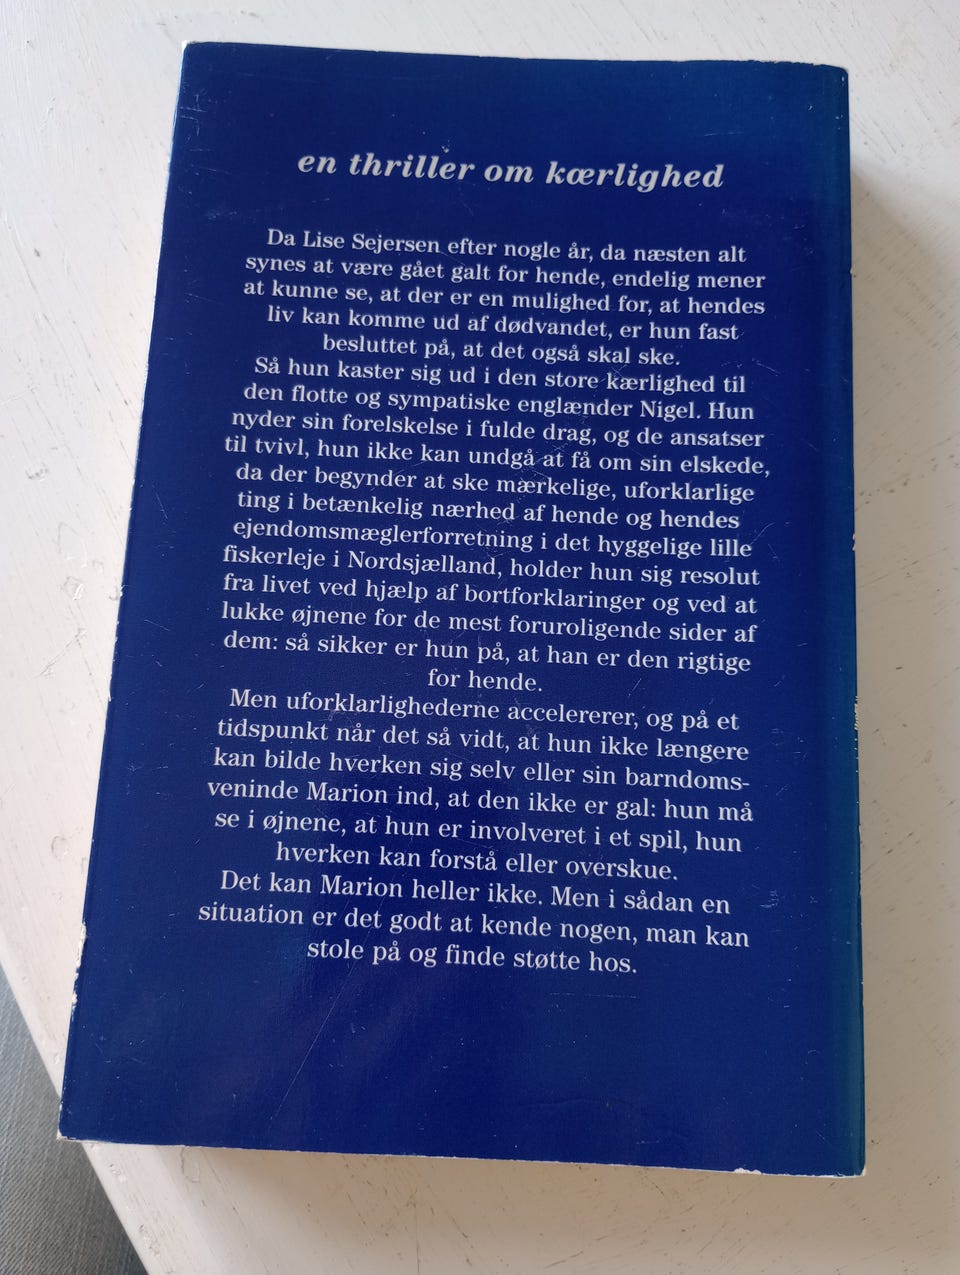 en thriller om kærlighed
Da Lise Sejersen efter nogle år, da næsten alt
synes at være gået galt for hende, endelig mener
at kunne se, at der er en mulighed for, at hendes
liv kan komme ud af dødvandet, er hun fast
besluttet på, at det også skal ske.
Så hun kaster sig ud i den store kærlighed til
den flotte og sympatiske englænder Nigel. Hun
nyder sin forelskelse i fulde drag, og de ansatser
til tvivl, hun ikke kan undgå at få om sin elskede,
da der begynder at ske mærkelige, uforklarlige
ting i betænkelig nærhed af hende og hendes
ejendomsmæglerforretning i det hyggelige lille
fiskerleje i Nordsjælland, holder hun sig resolut
fra livet ved hjælp af bortforklaringer og ved at
lukke øjnene for de mest foruroligende sider af
dem: så sikker er hun på, at han er den rigtige
for hende.
Men uforklarlighederne accelererer, og på et
tidspunkt når det så vidt, at hun ikke længere
kan bilde hverken sig selv eller sin barndoms-
veninde Marion ind, at den ikke er gal: hun må
se i øjnene, at hun er involveret i et spil, hun
hverken kan forstå eller overskue.
Det kan Marion heller ikke. Men i sådan en
situation er det godt at kende nogen, man kan
stole på og finde støtte hos.